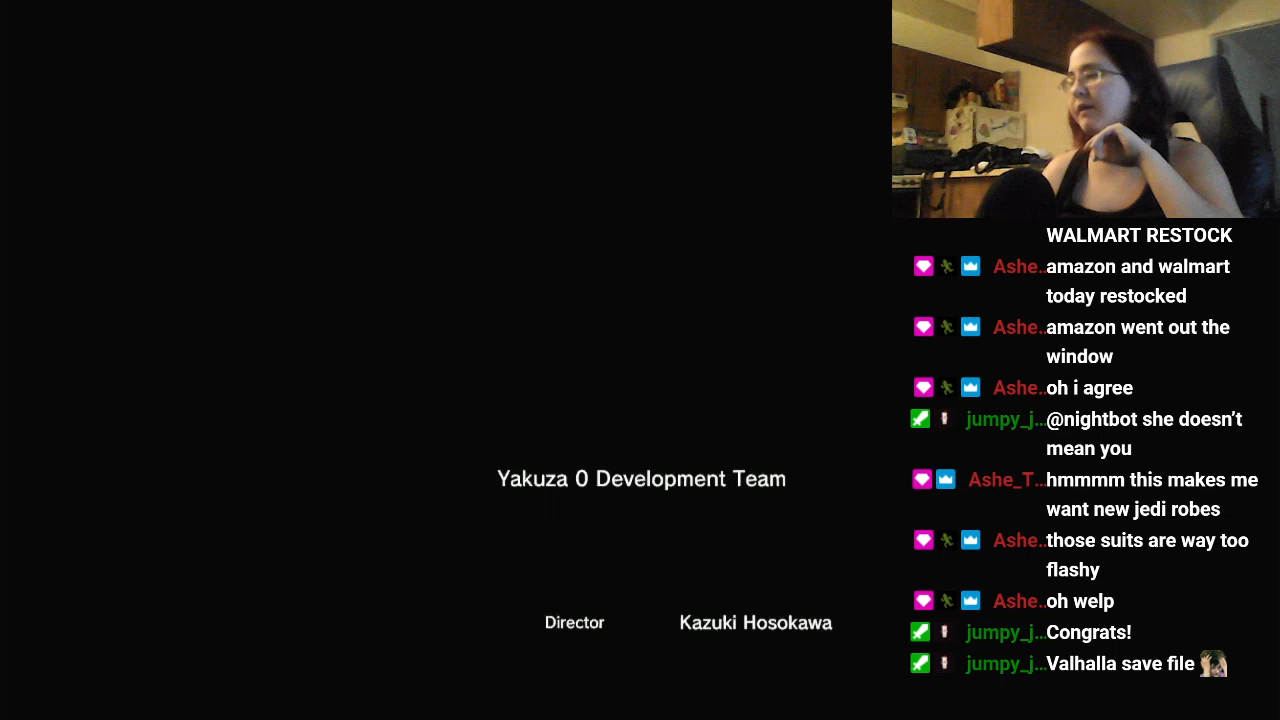 Yakuza 0 Development Team
Director Kazuki Hosokawa
WALMART RESTOCK
Ashe.. amazon and walmart
today restocked
Ashe.. amazon went out the
window
Ashe.. oh i agree
jumpy_j... @nightbot she doesn't
mean you
Ashe_T... hmmmm this makes me
want new jedi robes
Ashe.. those suits are way too
flashy
Ashe.. oh welp
jumpy_j... Congrats!
jumpy_j... Valhalla save file